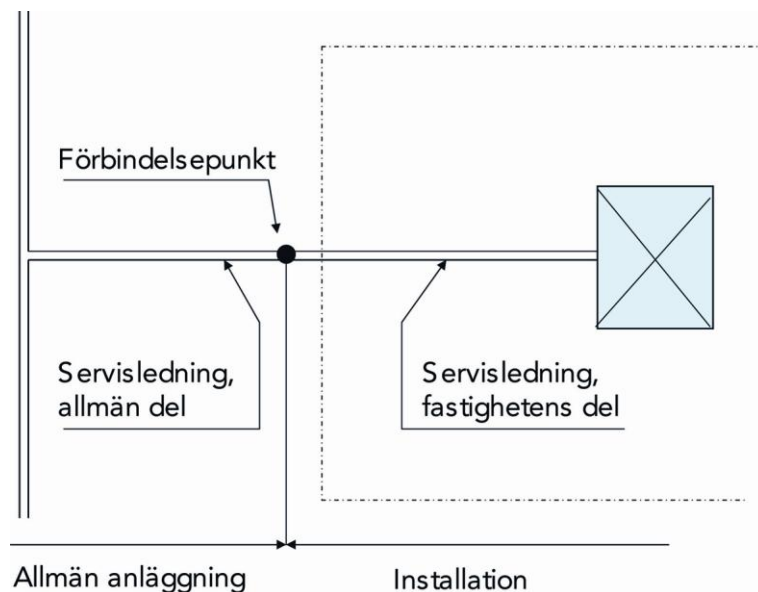 Förbindelsepunkt
Servisledning,
allmän del
Servisledning,
fastighetens del
Allmän anläggning
Installation